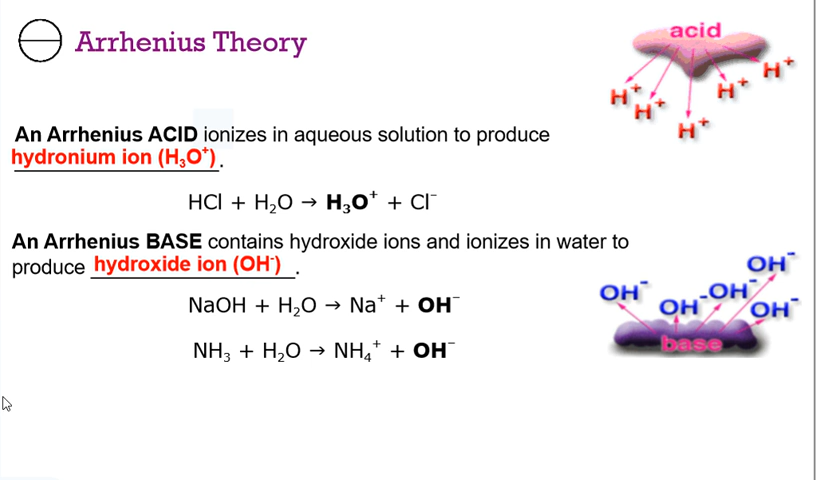 Arrhenius Theory
acid
H⁺ H⁺ H⁺ H⁺ H⁺
An Arrhenius ACID ionizes in aqueous solution to produce
hydronium ion (H₃O⁺).
HCl + H₂O → H₃O⁺ + Cl⁻
An Arrhenius BASE contains hydroxide ions and ionizes in water to
produce hydroxide ion (OH⁻).
NaOH + H₂O → Na⁺ + OH⁻
NH₃ + H₂O → NH₄⁺ + OH⁻
OH⁻
OH⁻ OH⁻ OH⁻ OH⁻
base